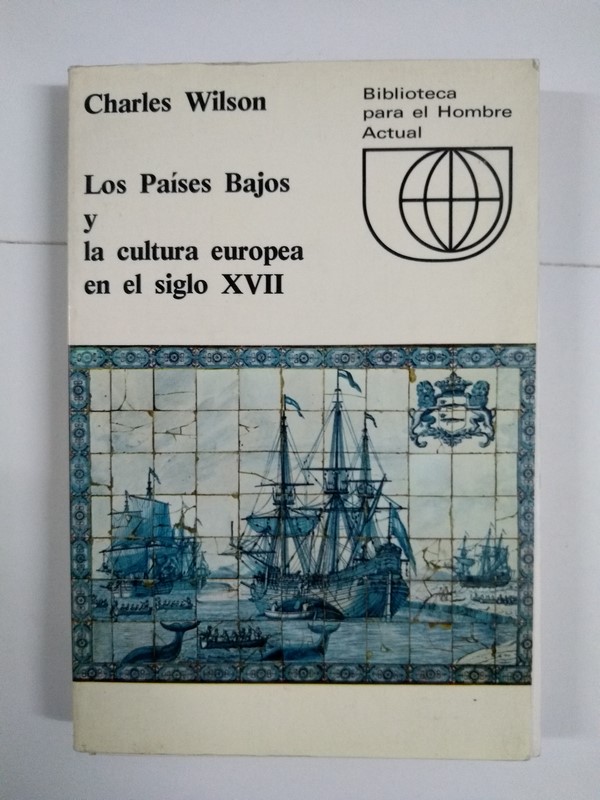 Charles Wilson
Biblioteca
para el Hombre
Actual
Los Países Bajos
y
la cultura europea
en el siglo XVII